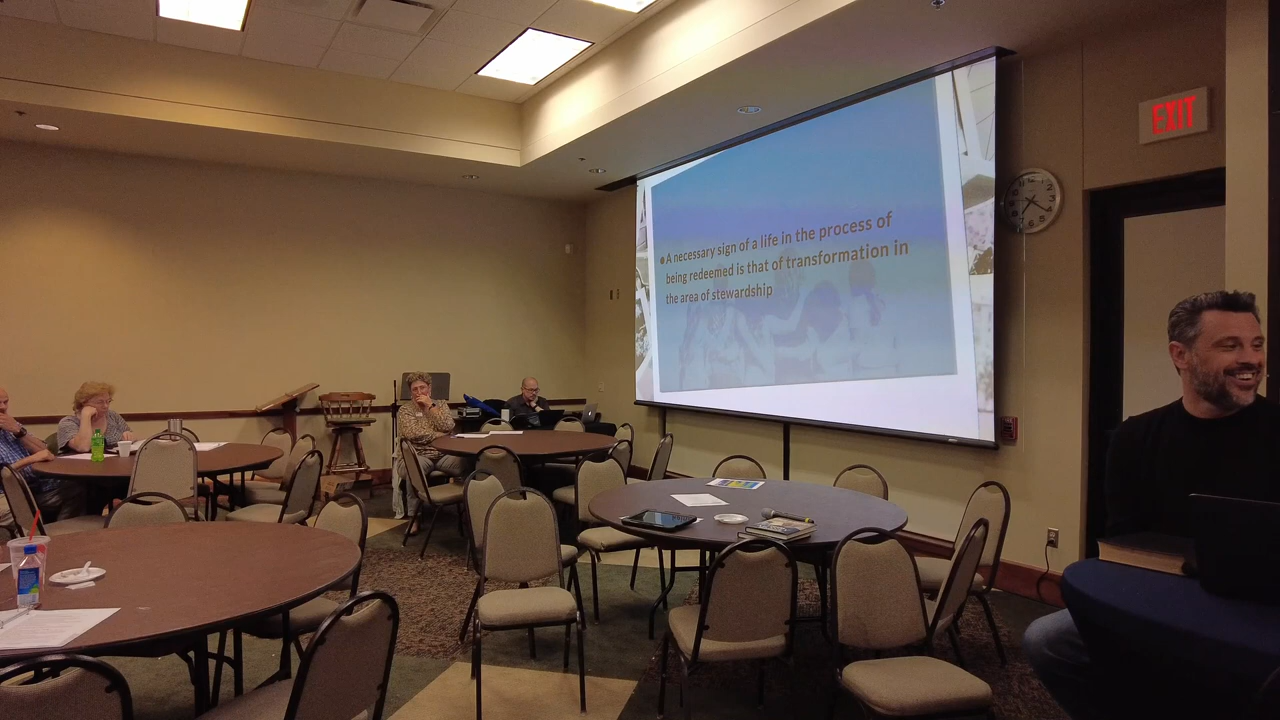 ●A necessary sign of a life in the process of
being redeemed is that of transformation in
the area of stewardship
EXIT